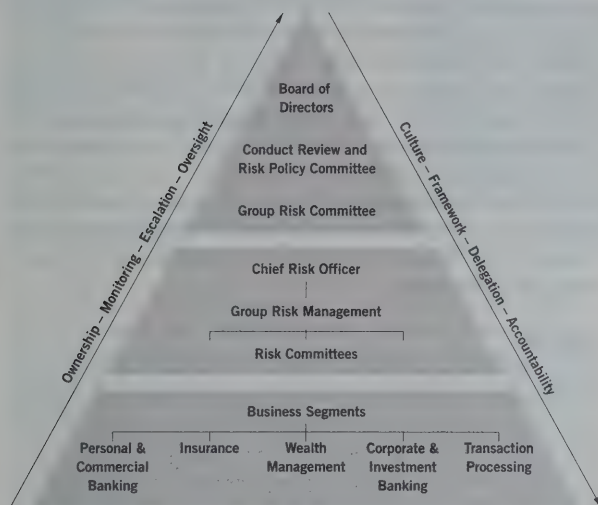 Board of
Directors
Conduct Review and
Risk Policy Committee
Group Risk Committee
Chief Risk Officer
Group Risk Management
Risk Committees
Business Segments
Personal &
Commercial
Banking
Insurance
Wealth
Management
Corporate &
Investment
Banking
Transaction
Processing
Ownership – Monitoring – Escalation – Oversight
Culture – Framework – Delegation – Accountability